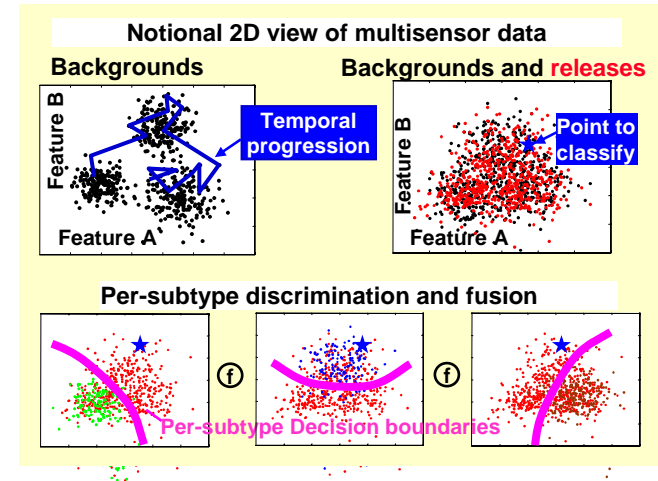 Notional 2D view of multisensor data
Backgrounds
Backgrounds and releases
Feature B
Temporal
progression
Feature A
Feature B
Point to
classify
Feature A
Per-subtype discrimination and fusion
f
f
Per-subtype Decision boundaries